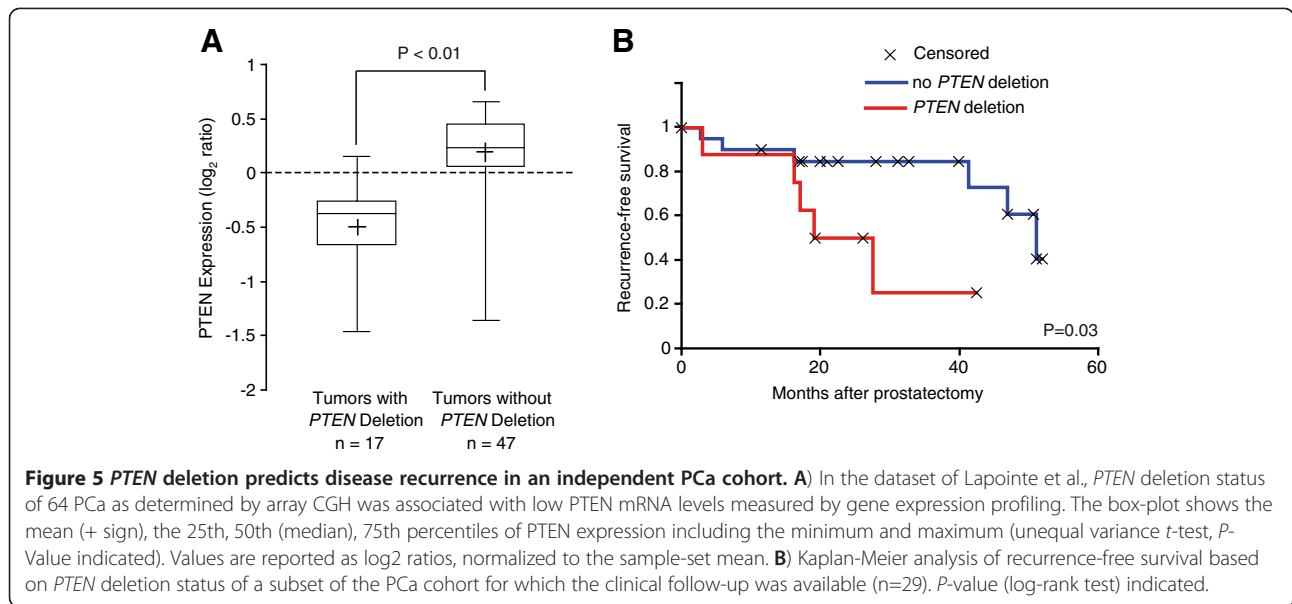 A
P < 0.01
1
0.5
0
-0.5
-1
-1.5
-2
PTEN Expression (log2 ratio)
Tumors with
PTEN Deletion
n = 17
Tumors without
PTEN Deletion
n = 47
B
Censored
no PTEN deletion
PTEN deletion
1
0.8
0.6
0.4
0.2
0
Recurrence-free survival
P=0.03
0
20
40
60
Months after prostatectomy
Figure 5 PTEN deletion predicts disease recurrence in an independent PCa cohort. A) In the dataset of Lapointe et al., PTEN deletion status
of 64 PCa as determined by array CGH was associated with low PTEN mRNA levels measured by gene expression profiling. The box-plot shows the
mean (+ sign), the 25th, 50th (median), 75th percentiles of PTEN expression including the minimum and maximum (unequal variance t-test, P-
Value indicated). Values are reported as log2 ratios, normalized to the sample-set mean. B) Kaplan-Meier analysis of recurrence-free survival based
on PTEN deletion status of a subset of the PCa cohort for which the clinical follow-up was available (n=29). P-value (log-rank test) indicated.